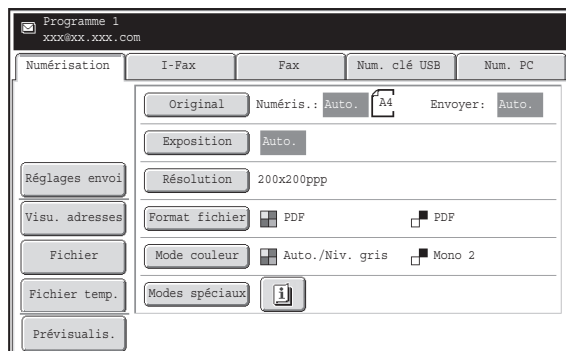 Programme 1
xxx@xx.xxx.com
Numérisation I-Fax Fax Num. clé USB Num. PC
Original Numéris.: Auto. A4 Envoyer: Auto.
Exposition Auto.
Réglages envoi Résolution 200x200ppp
Visu. adresses Format fichier PDF PDF
Fichier Mode couleur Auto./Niv. gris Mono 2
Fichier temp. Modes spéciaux
Prévisualis.